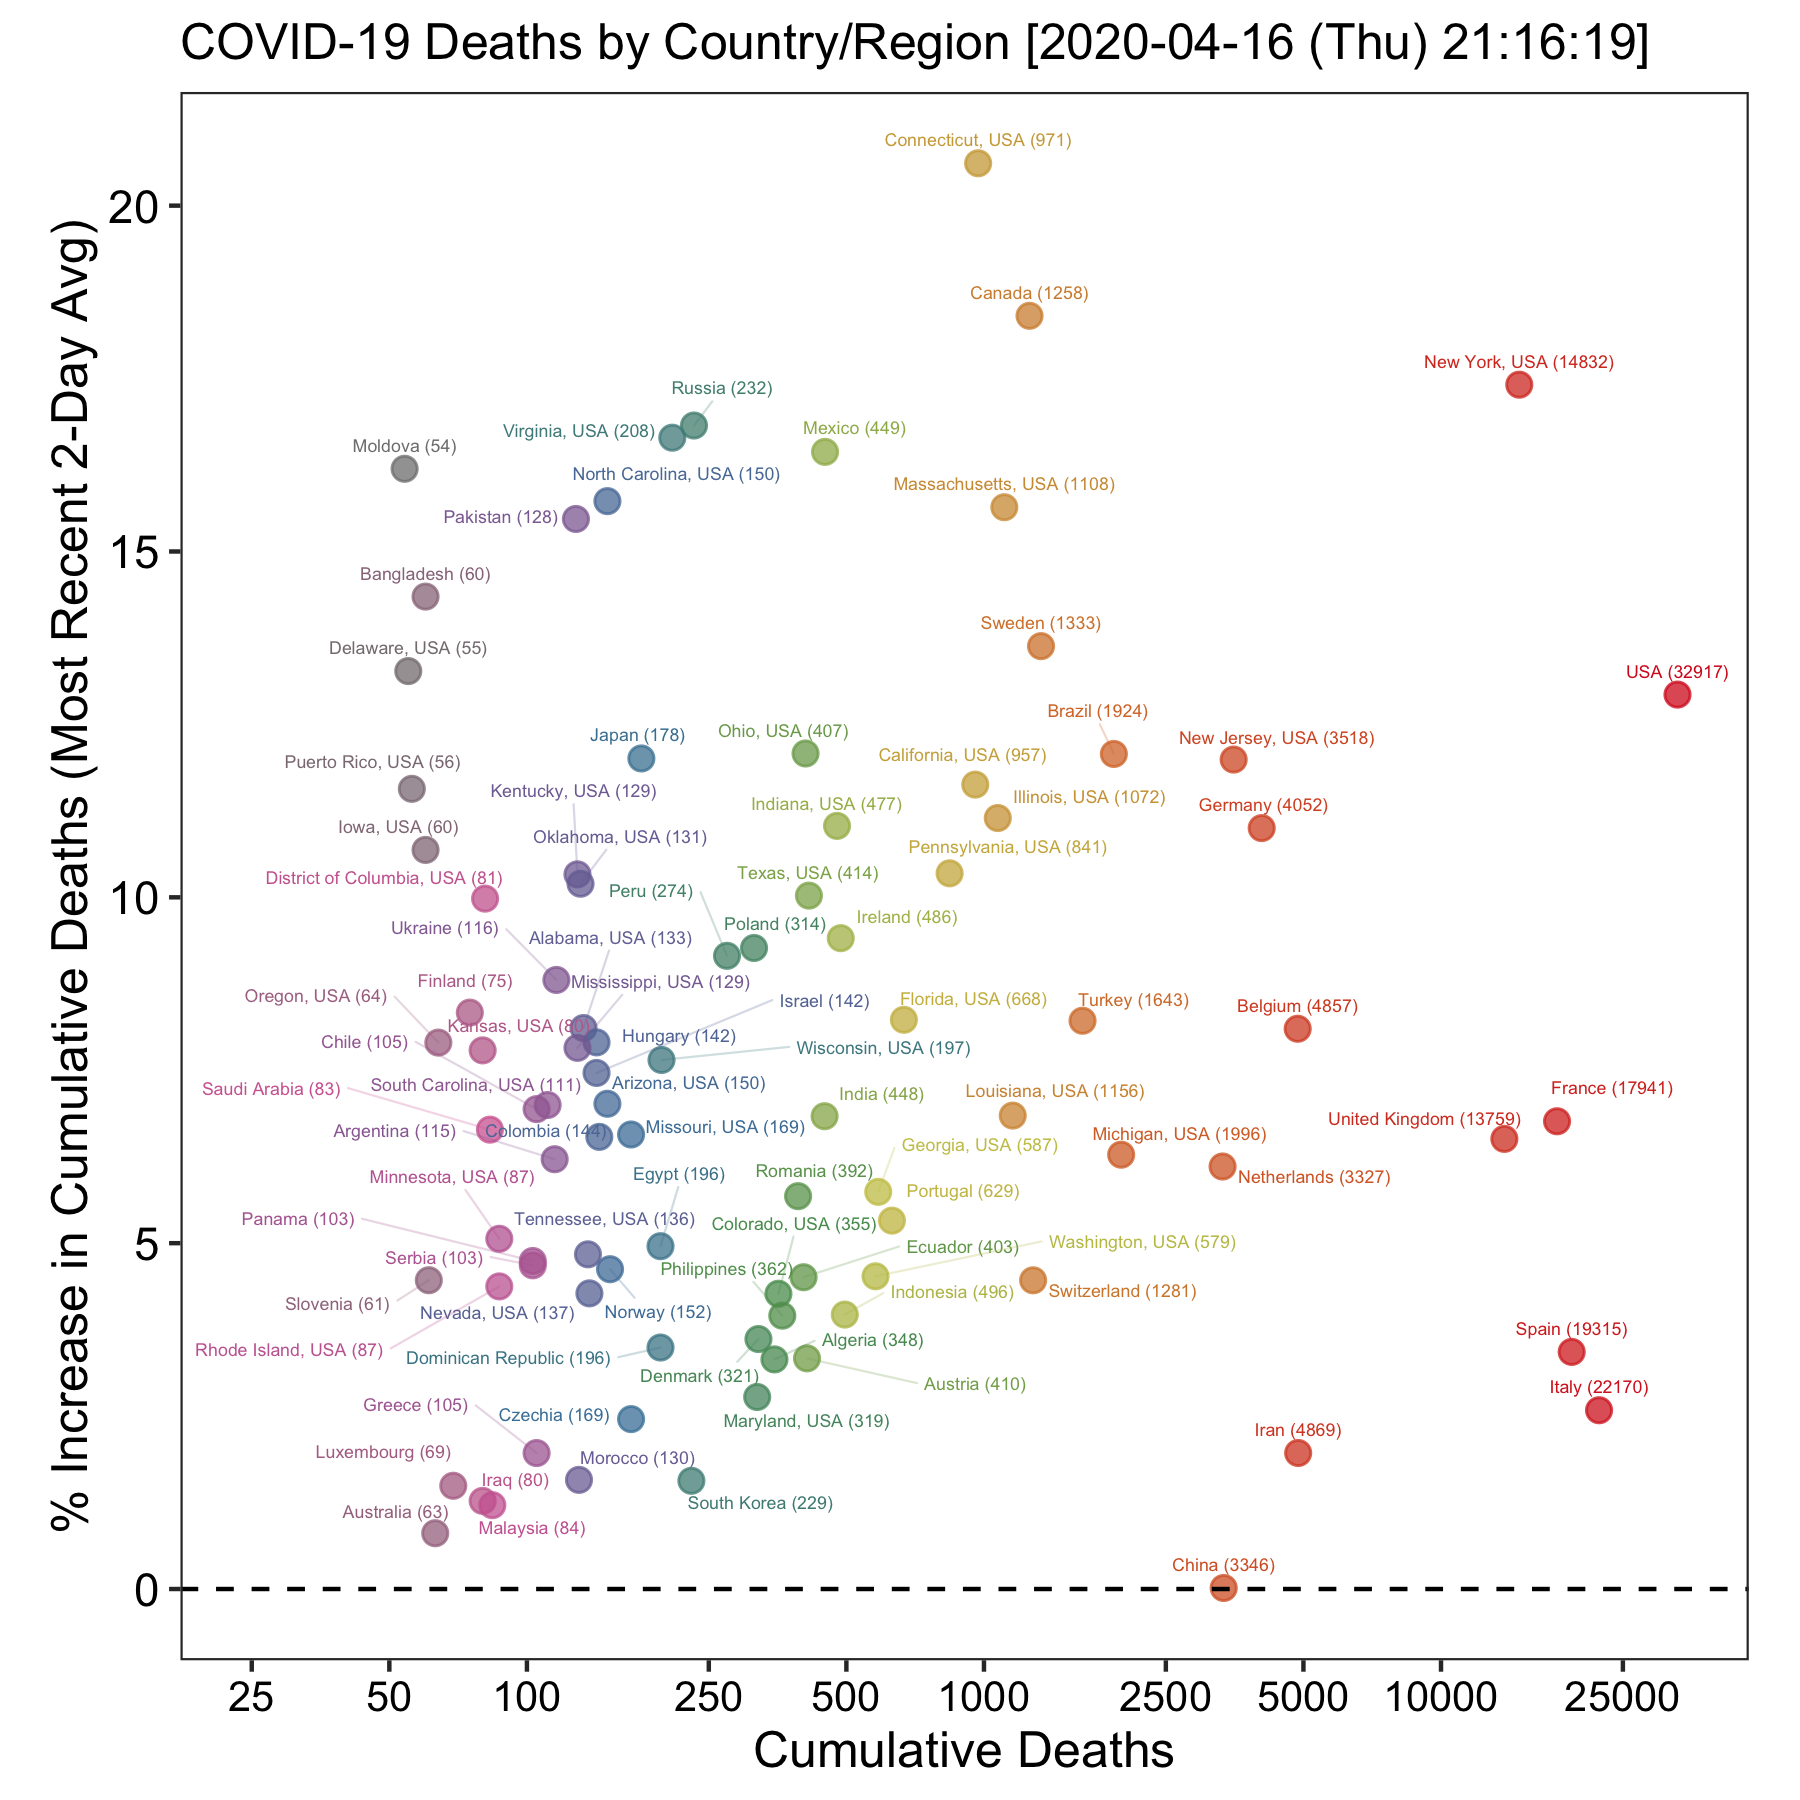 COVID-19 Deaths by Country/Region [2020-04-16 (Thu) 21:16:19]
% Increase in Cumulative Deaths (Most Recent 2-Day Avg)
20
15
10
5
0
Connecticut, USA (971)
Canada (1258)
New York, USA (14832)
Russia (232)
Virginia, USA (208)
Mexico (449)
Moldova (54)
North Carolina, USA (150)
Massachusetts, USA (1108)
Pakistan (128)
Bangladesh (60)
Sweden (1333)
Delaware, USA (55)
USA (32917)
Brazil (1924)
Japan (178)
Ohio, USA (407)
New Jersey, USA (3518)
California, USA (957)
Puerto Rico, USA (56)
Kentucky, USA (129)
Illinois, USA (1072)
Indiana, USA (477)
Germany (4052)
Iowa, USA (60)
Oklahoma, USA (131)
Pennsylvania, USA (841)
District of Columbia, USA (81)
Texas, USA (414)
Peru (274)
Ireland (486)
Ukraine (116)
Poland (314)
Alabama, USA (133)
Finland (75)
Mississippi, USA (129)
Oregon, USA (64)
Israel (142)
Florida, USA (668)
Turkey (1643)
Belgium (4857)
Kansas, USA (80)
Hungary (142)
Chile (105)
Wisconsin, USA (197)
South Carolina, USA (111)
Arizona, USA (150)
Saudi Arabia (83)
India (448)
Louisiana, USA (1156)
France (17941)
United Kingdom (13759)
Argentina (115)
Colombia (144)
Missouri, USA (169)
Michigan, USA (1996)
Georgia, USA (587)
Minnesota, USA (87)
Egypt (196)
Romania (392)
Netherlands (3327)
Portugal (629)
Panama (103)
Tennessee, USA (136)
Colorado, USA (355)
Washington, USA (579)
Ecuador (403)
Serbia (103)
Philippines (362)
Indonesia (496)
Switzerland (1281)
Slovenia (61)
Nevada, USA (137)
Norway (152)
Spain (19315)
Algeria (348)
Rhode Island, USA (87)
Dominican Republic (196)
Denmark (321)
Austria (410)
Italy (22170)
Greece (105)
Czechia (169)
Maryland, USA (319)
Iran (4869)
Luxembourg (69)
Morocco (130)
Iraq (80)
South Korea (229)
Australia (63)
Malaysia (84)
China (3346)
25 50 100 250 500 1000 2500 5000 10000 25000
Cumulative Deaths